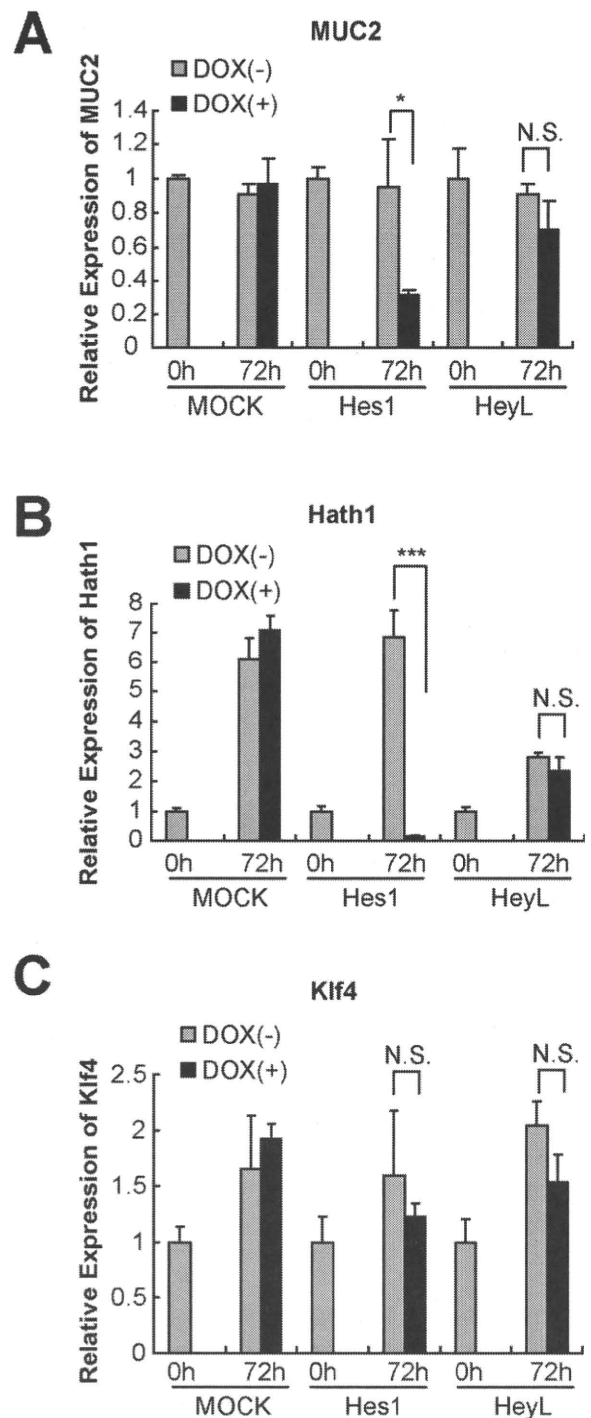 A
MUC2
DOX(-)
DOX(+)
Relative Expression of MUC2
1.4
1.2
1
0.8
0.6
0.4
0.2
0
*
N.S.
0h 72h 0h 72h 0h 72h
MOCK Hes1 HeyL
B
Hath1
DOX(-)
DOX(+)
Relative Expression of Hath1
8
7
6
5
4
3
2
1
0
***
N.S.
0h 72h 0h 72h 0h 72h
MOCK Hes1 HeyL
C
Klf4
DOX(-)
DOX(+)
Relative Expression of Klf4
2.5
2
1.5
1
0.5
0
N.S.
N.S.
0h 72h 0h 72h 0h 72h
MOCK Hes1 HeyL